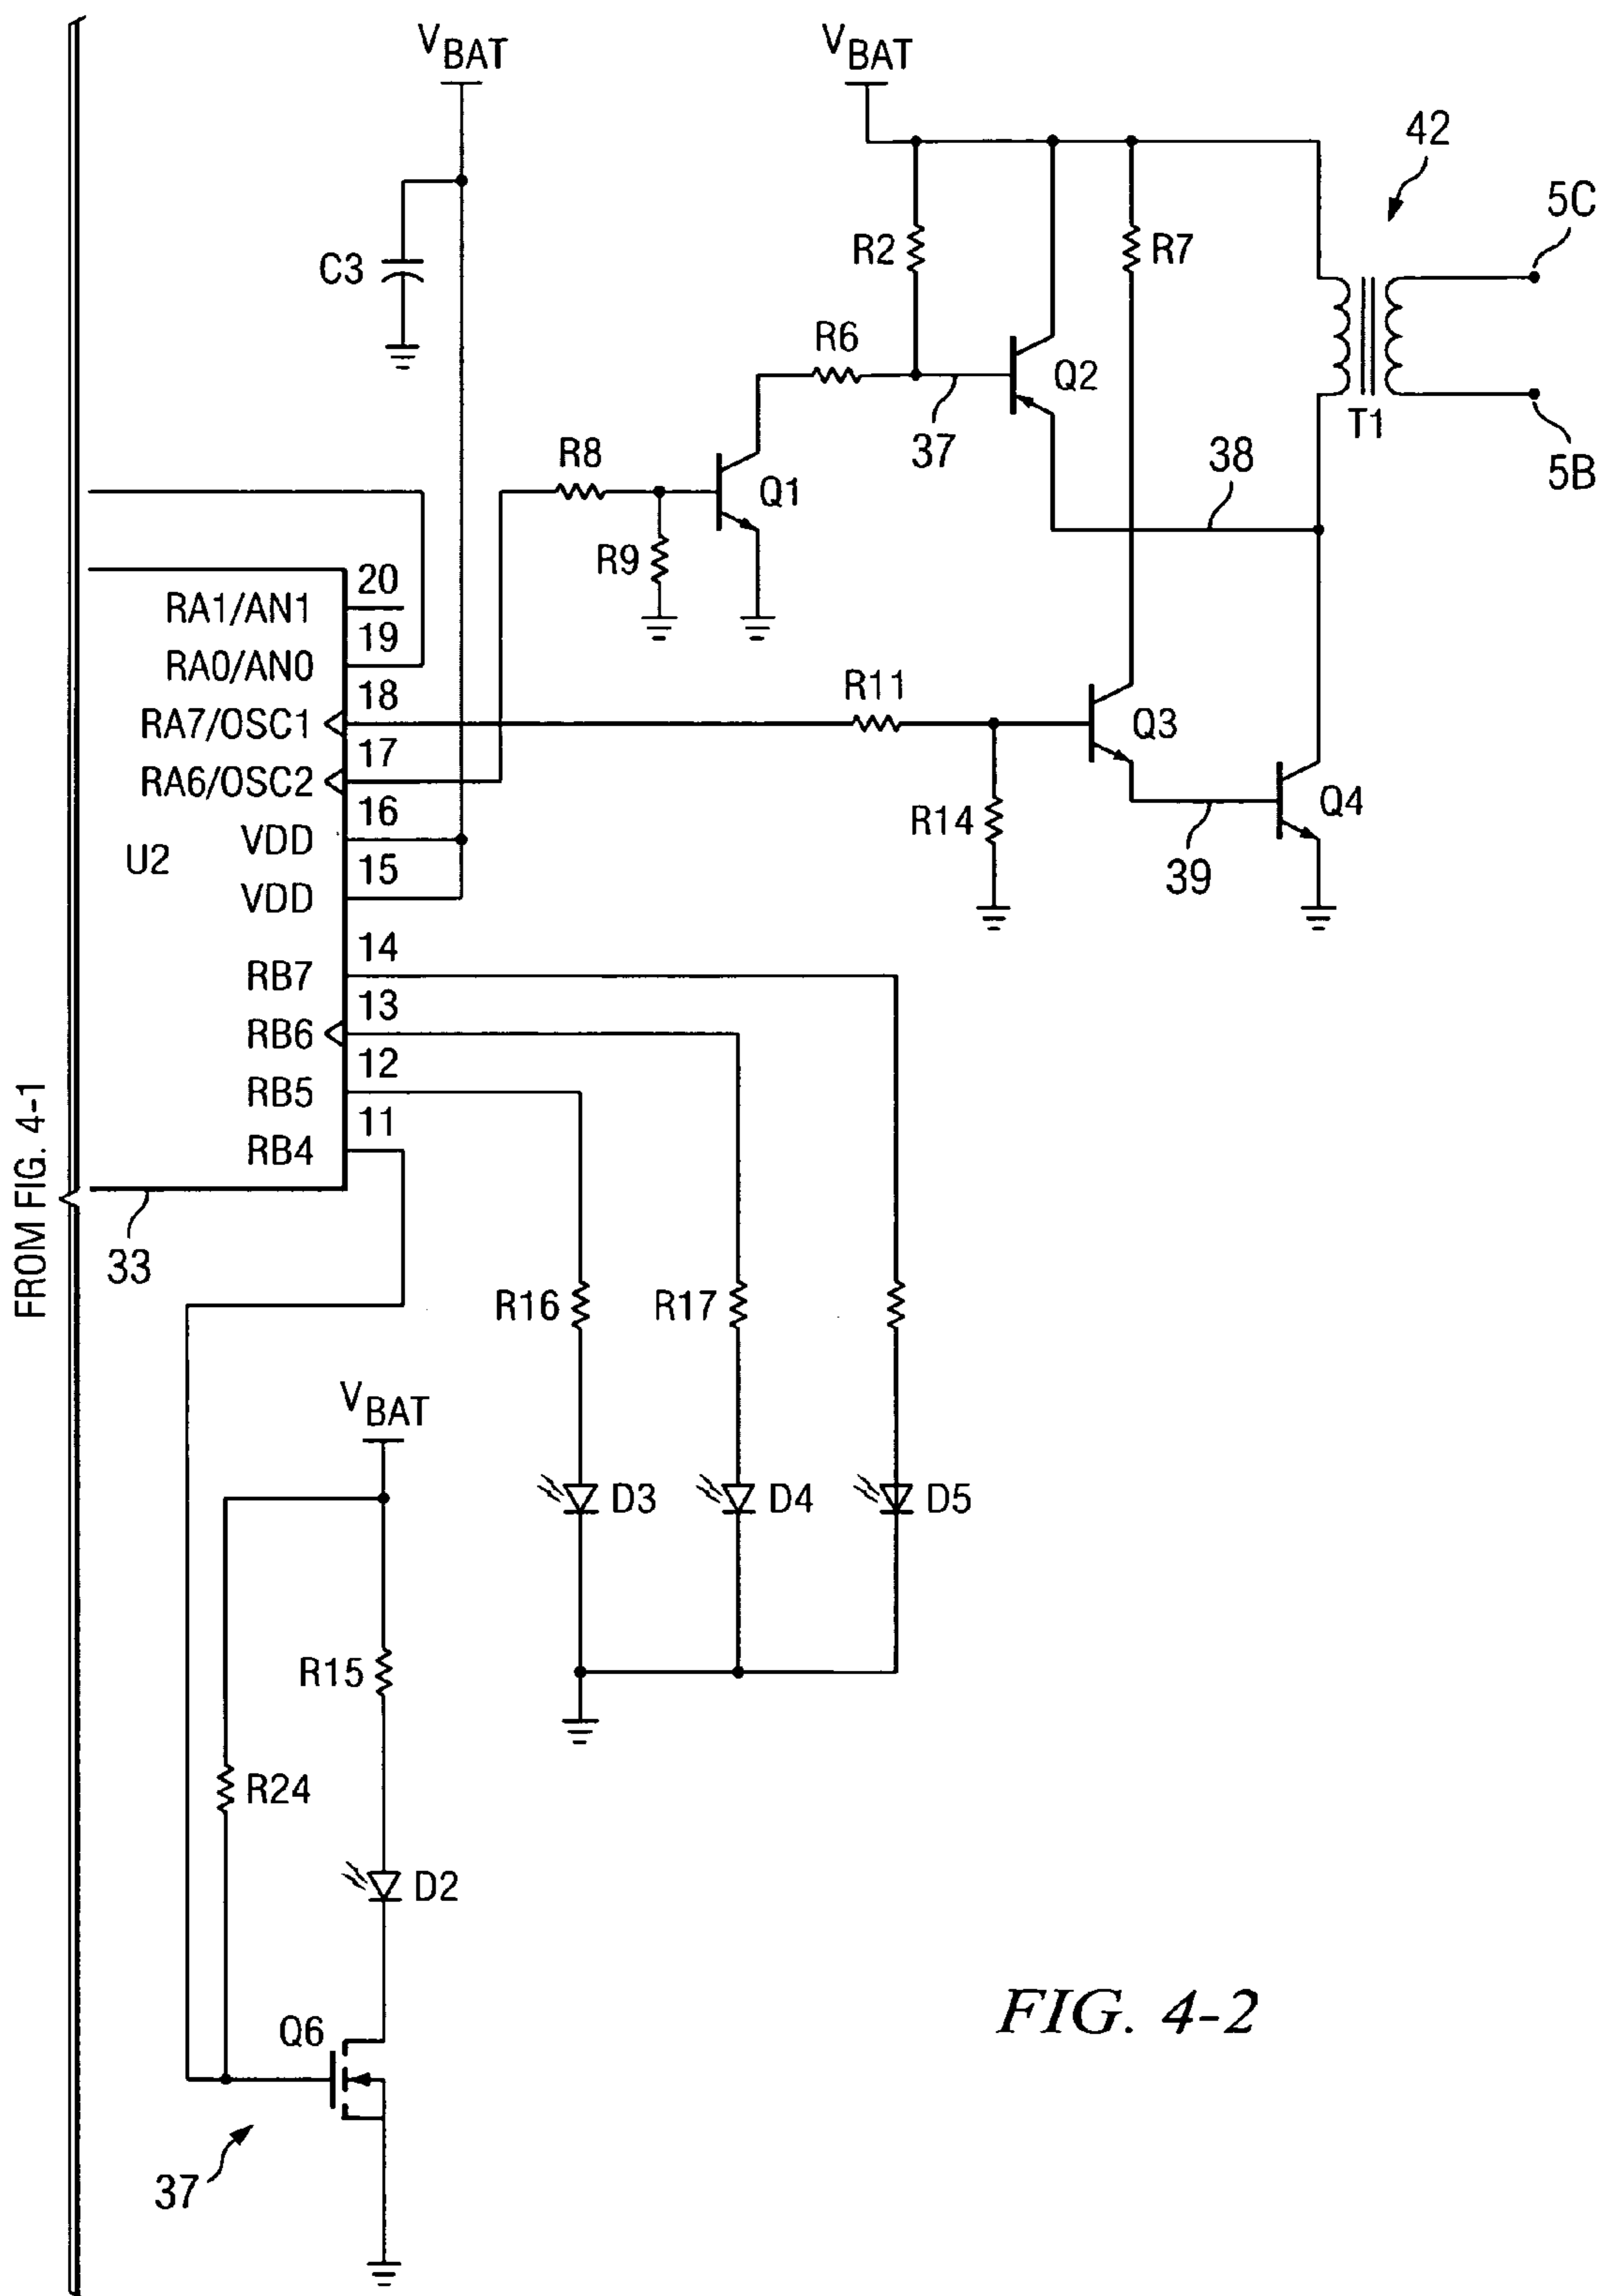 VBAT
VBAT
42
5C
C3
R2
R7
R6
Q2
T1
37
38
5B
R8
Q1
R9
RA1/AN1 20
RA0/AN0 19
RA7/OSC1 18
RA6/OSC2 17
VDD 16
VDD 15
U2
R11
Q3
R14
Q4
39
RB7 14
RB6 13
RB5 12
RB4 11
33
FROM FIG. 4-1
R16
R17
VBAT
D3
D4
D5
R15
R24
D2
Q6
37
FIG. 4-2